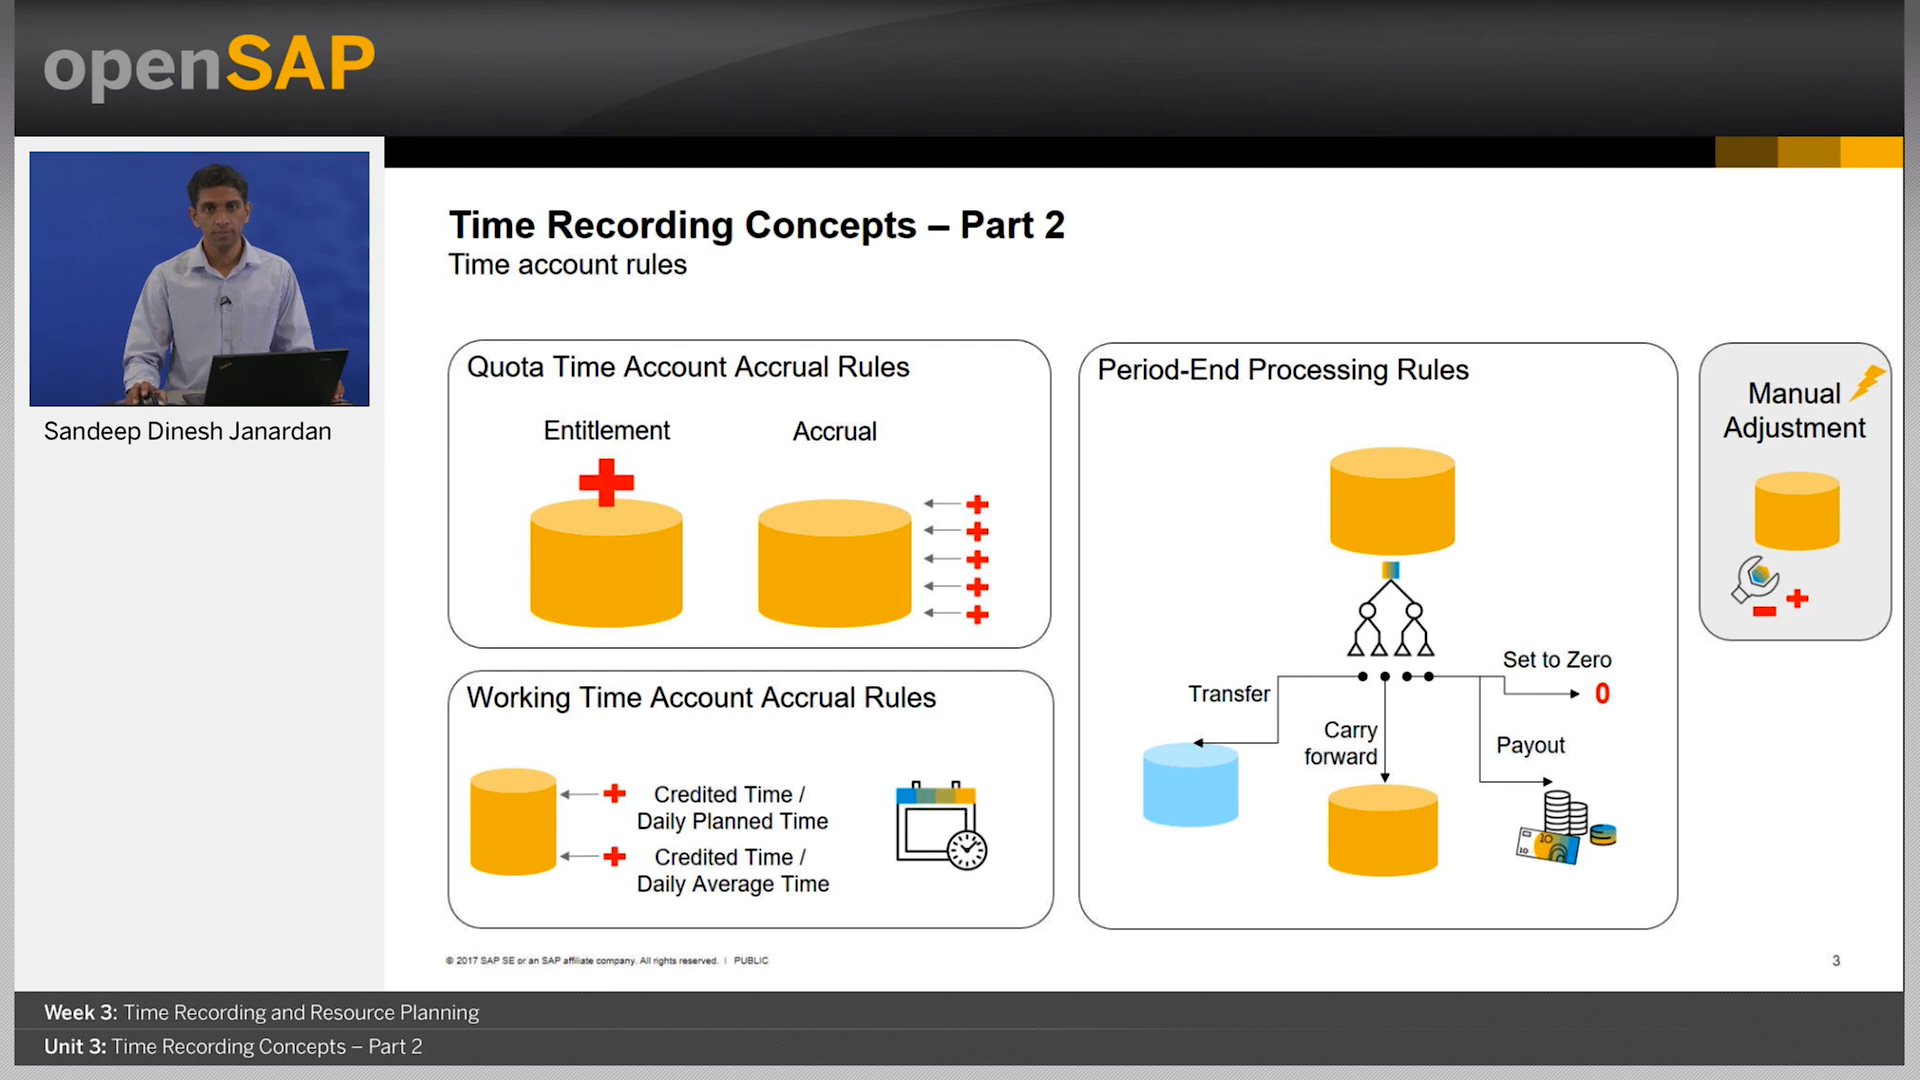 openSAP
Sandeep Dinesh Janardan
Time Recording Concepts – Part 2
Time account rules
Quota Time Account Accrual Rules
Entitlement
Accrual
Working Time Account Accrual Rules
Credited Time /
Daily Planned Time
Credited Time /
Daily Average Time
Period-End Processing Rules
Transfer
Carry
forward
Set to Zero
0
Payout
10
10
Manual
Adjustment
© 2017 SAP SE or an SAP affiliate company. All rights reserved. | PUBLIC
3
Week 3: Time Recording and Resource Planning
Unit 3: Time Recording Concepts – Part 2